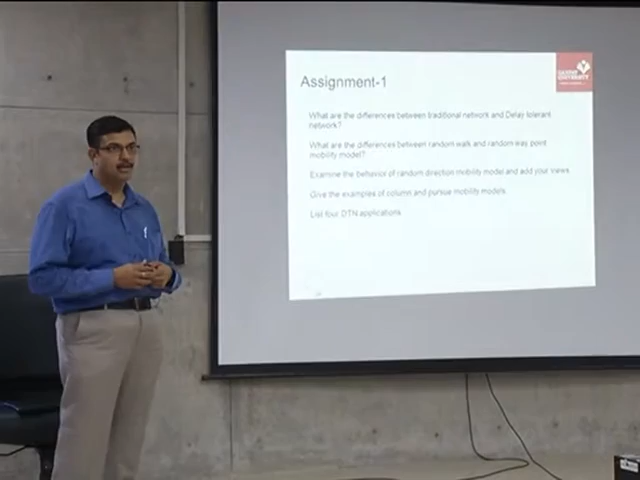 Assignment-1
What are the differences between traditional network and Delay tolerant
network?
What are the differences between random walk and random way point
mobility model?
Examine the behavior of random direction mobility model and add your views.
Give the examples of column and pursue mobility models.
List four DTN applications